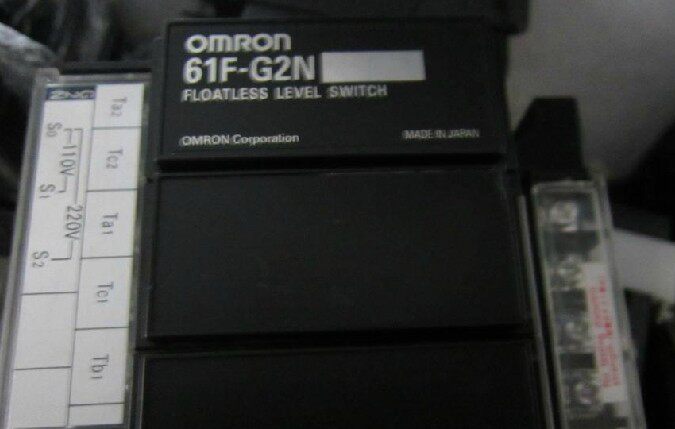 OMRON
61F-G2N
FLOATLESS LEVEL SWITCH
OMRON Corporation
MADE IN JAPAN
Ta2
S0
110V
Tc2
S1
220V
Ta1
S2
Tc1
Tb1